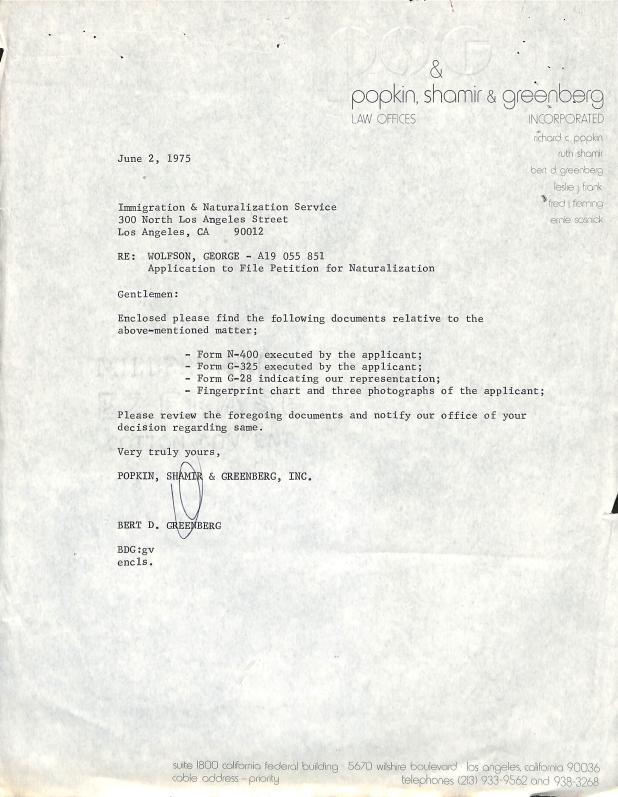 &
popkin, shamir & greenberg
LAW OFFICES INCORPORATED
richard c. popkin
ruth shamir
bert d. greenberg
leslie j. frank
fred j. fleming
ernie sasnick
June 2, 1975
Immigration & Naturalization Service
300 North Los Angeles Street
Los Angeles, CA 90012
RE: WOLFSON, GEORGE - A19 055 851
Application to File Petition for Naturalization
Gentlemen:
Enclosed please find the following documents relative to the
above-mentioned matter;
- Form N-400 executed by the applicant;
- Form G-325 executed by the applicant;
- Form G-28 indicating our representation;
- Fingerprint chart and three photographs of the applicant;
Please review the foregoing documents and notify our office of your
decision regarding same.
Very truly yours,
POPKIN, SHAMIR & GREENBERG, INC.
BERT D. GREENBERG
BDG:gv
encls.
suite 1800 california federal building 5670 wilshire boulevard los angeles, california 90036
cable address – priority telephones (213) 933-9562 and 938-3268